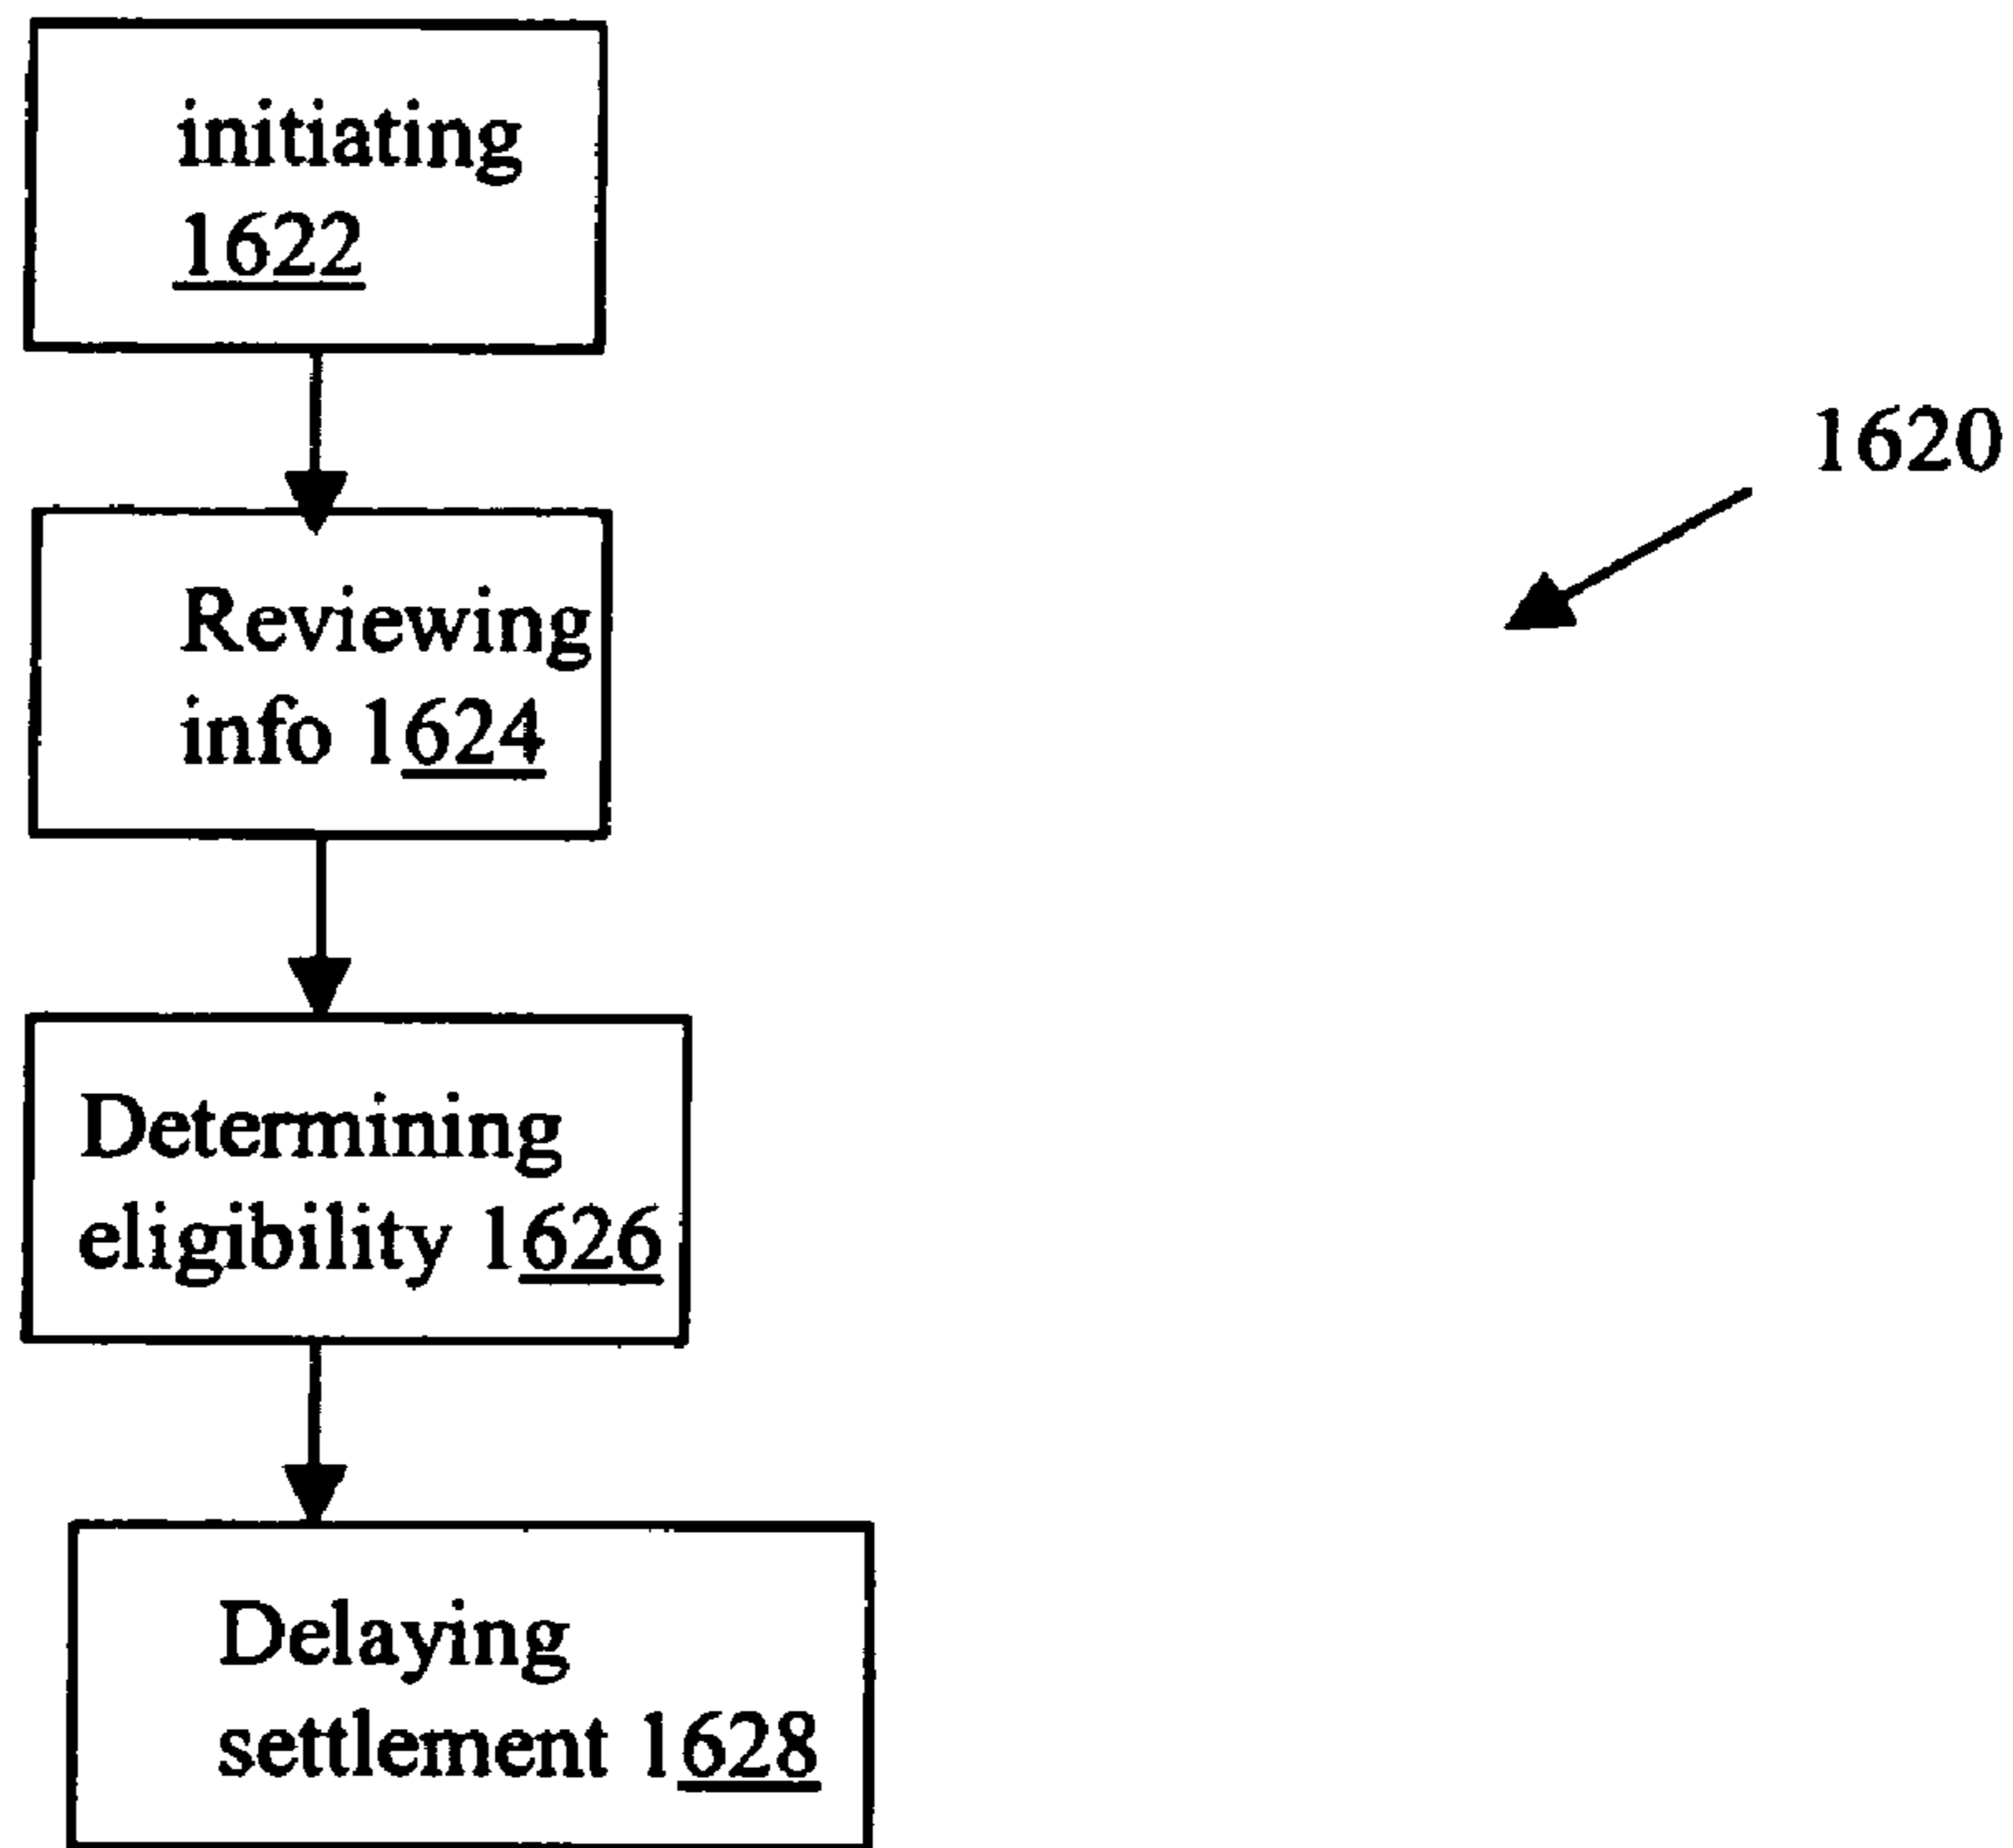 initiating
1622
1620
Reviewing
info 1624
Determining
eligibility 1626
Delaying
settlement 1628